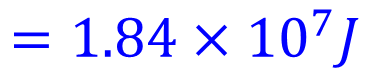 = 1.84 × 10⁷J